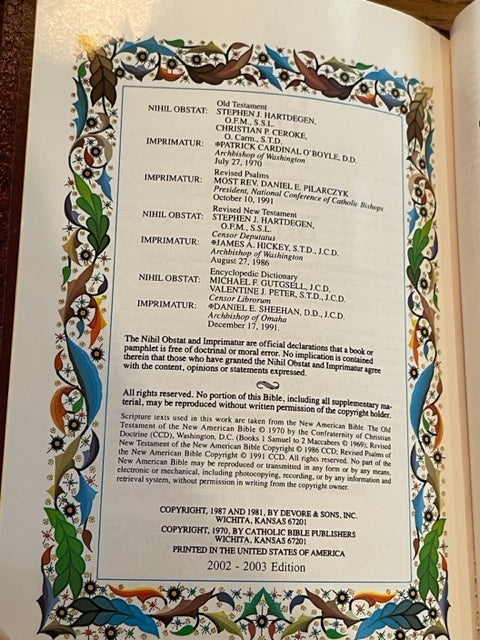 Old Testament
NIHIL OBSTAT: STEPHEN J. HARTDEGEN,
O.F.M., S.S.L.
CHRISTIAN P. CEROKE,
O. Carm., S.T.D.
IMPRIMATUR: ✠PATRICK CARDINAL O'BOYLE, D.D.
Archbishop of Washington
July 27, 1970
Revised Psalms
IMPRIMATUR: MOST REV. DANIEL E. PILARCZYK
President, National Conference of Catholic Bishops
October 10, 1991
Revised New Testament
NIHIL OBSTAT: STEPHEN J. HARTDEGEN,
O.F.M., S.S.L.
Censor Deputatus
IMPRIMATUR: ✠JAMES A. HICKEY, S.T.D., J.C.D.
Archbishop of Washington
August 27, 1986
Encyclopedic Dictionary
NIHIL OBSTAT: MICHAEL F. GUTGSELL, J.C.D.
VALENTINE J. PETER, S.T.D., J.C.D.
Censor Librorum
IMPRIMATUR: ✠DANIEL E. SHEEHAN, D.D., J.C.D.
Archbishop of Omaha
December 17, 1991.
The Nihil Obstat and Imprimatur are official declarations that a book or
pamphlet is free of doctrinal or moral error. No implication is contained
therein that those who have granted the Nihil Obstat and Imprimatur agree
with the content, opinions or statements expressed.
All rights reserved. No portion of this Bible, including all supplementary ma-
terial, may be reproduced without written permission of the copyright holder.
Scripture texts used in this work are taken from the New American Bible. The Old
Testament of the New American Bible © 1970 by the Confraternity of Christian
Doctrine (CCD), Washington, D.C. (Books 1 Samuel to 2 Maccabees © 1969); Revised
New Testament of the New American Bible Copyright © 1986 CCD; Revised Psalms of
the New American Bible Copyright © 1991 CCD. All rights reserved. No part of the
New American Bible may be reproduced or transmitted in any form or by any means,
electronic or mechanical, including photocopying, recording, or by any information and
retrieval system, without permission in writing from the copyright owner.
COPYRIGHT, 1987 AND 1981, BY DEVORE & SONS, INC.
WICHITA, KANSAS 67201
COPYRIGHT, 1970, BY CATHOLIC BIBLE PUBLISHERS
WICHITA, KANSAS 67201
PRINTED IN THE UNITED STATES OF AMERICA
2002 - 2003 Edition